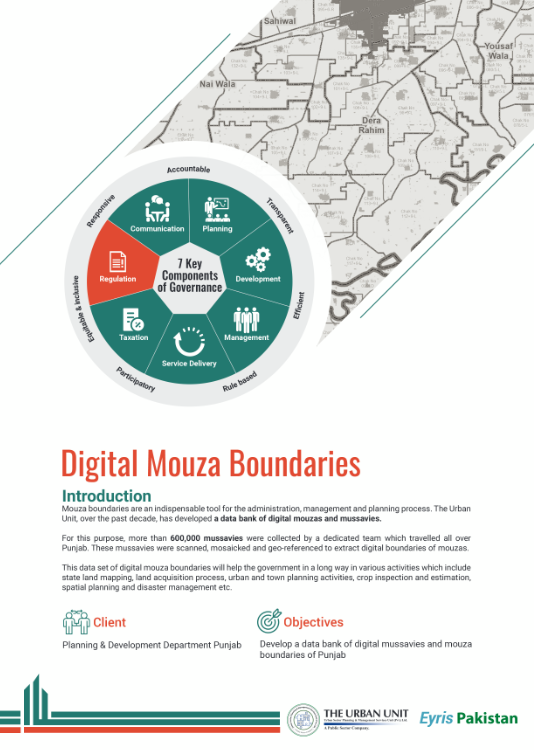 Sahiwal
Yousaf
Wala
Nai Wala
Dera
Rahim
Accountable
Responsive
Transparent
Communication
Planning
7 Key
Components
of Governance
Regulation
Development
Equitable & Inclusive
Efficient
Taxation
Management
Service Delivery
Participatory
Rule based
Digital Mouza Boundaries
Introduction
Mouza boundaries are an indispensable tool for the administration, management and planning process. The Urban
Unit, over the past decade, has developed a data bank of digital mouzas and mussavies.
For this purpose, more than 600,000 mussavies were collected by a dedicated team which travelled all over
Punjab. These mussavies were scanned, mosaicked and geo-referenced to extract digital boundaries of mouzas.
This data set of digital mouza boundaries will help the government in a long way in various activities which include
state land mapping, land acquisition process, urban and town planning activities, crop inspection and estimation,
spatial planning and disaster management etc.
Client
Planning & Development Department Punjab
Objectives
Develop a data bank of digital mussavies and mouza
boundaries of Punjab
THE URBAN UNIT
A Public Sector Company
Eyris Pakistan